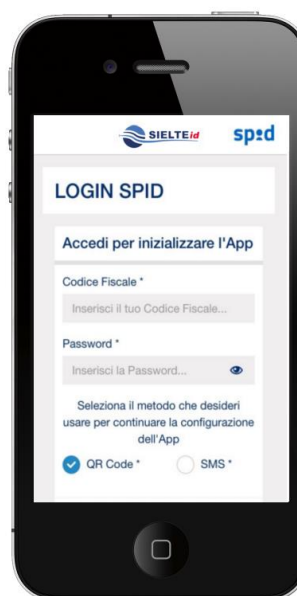 SIELTEid spid
LOGIN SPID
Accedi per inizializzare l'App
Codice Fiscale *
Inserisci il tuo Codice Fiscale...
Password *
Inserisci la Password...
Seleziona il metodo che desideri
usare per continuare la configurazione
dell'App
QR Code * SMS *